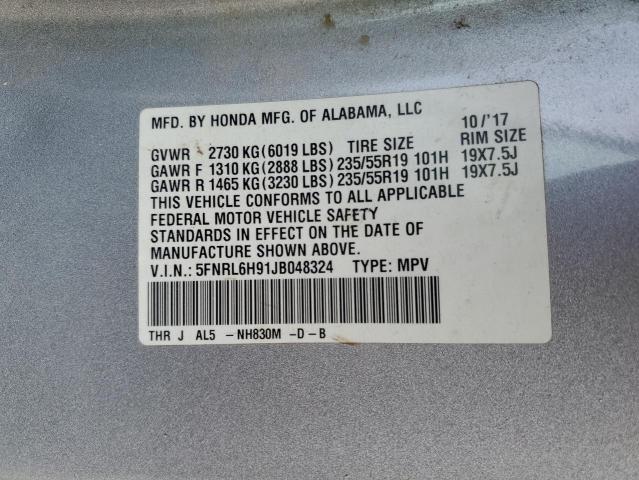 MFD. BY HONDA MFG. OF ALABAMA, LLC 10/'17
GVWR 2730 KG(6019 LBS) TIRE SIZE RIM SIZE
GAWR F 1310 KG(2888 LBS) 235/55R19 101H 19X7.5J
GAWR R 1465 KG(3230 LBS) 235/55R19 101H 19X7.5J
THIS VEHICLE CONFORMS TO ALL APPLICABLE
FEDERAL MOTOR VEHICLE SAFETY
STANDARDS IN EFFECT ON THE DATE OF
MANUFACTURE SHOWN ABOVE.
V.I.N.: 5FNRL6H91JB048324 TYPE: MPV
THR J AL5 -NH830M -D-B